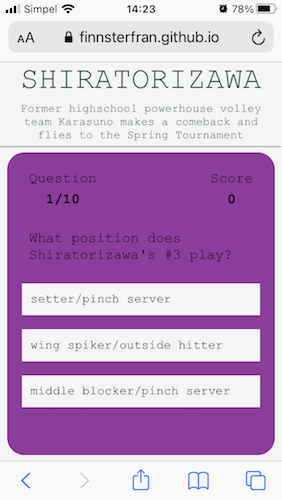 Simpel
14:23
78%
AA
finnsterfran.github.io
SHIRATORIZAWA
Former highschool powerhouse volley
team Karasuno makes a comeback and
flies to the Spring Tournament
Question
Score
1/10
0
What position does
Shiratorizawa's #3 play?
setter/pinch server
wing spiker/outside hitter
middle blocker/pinch server